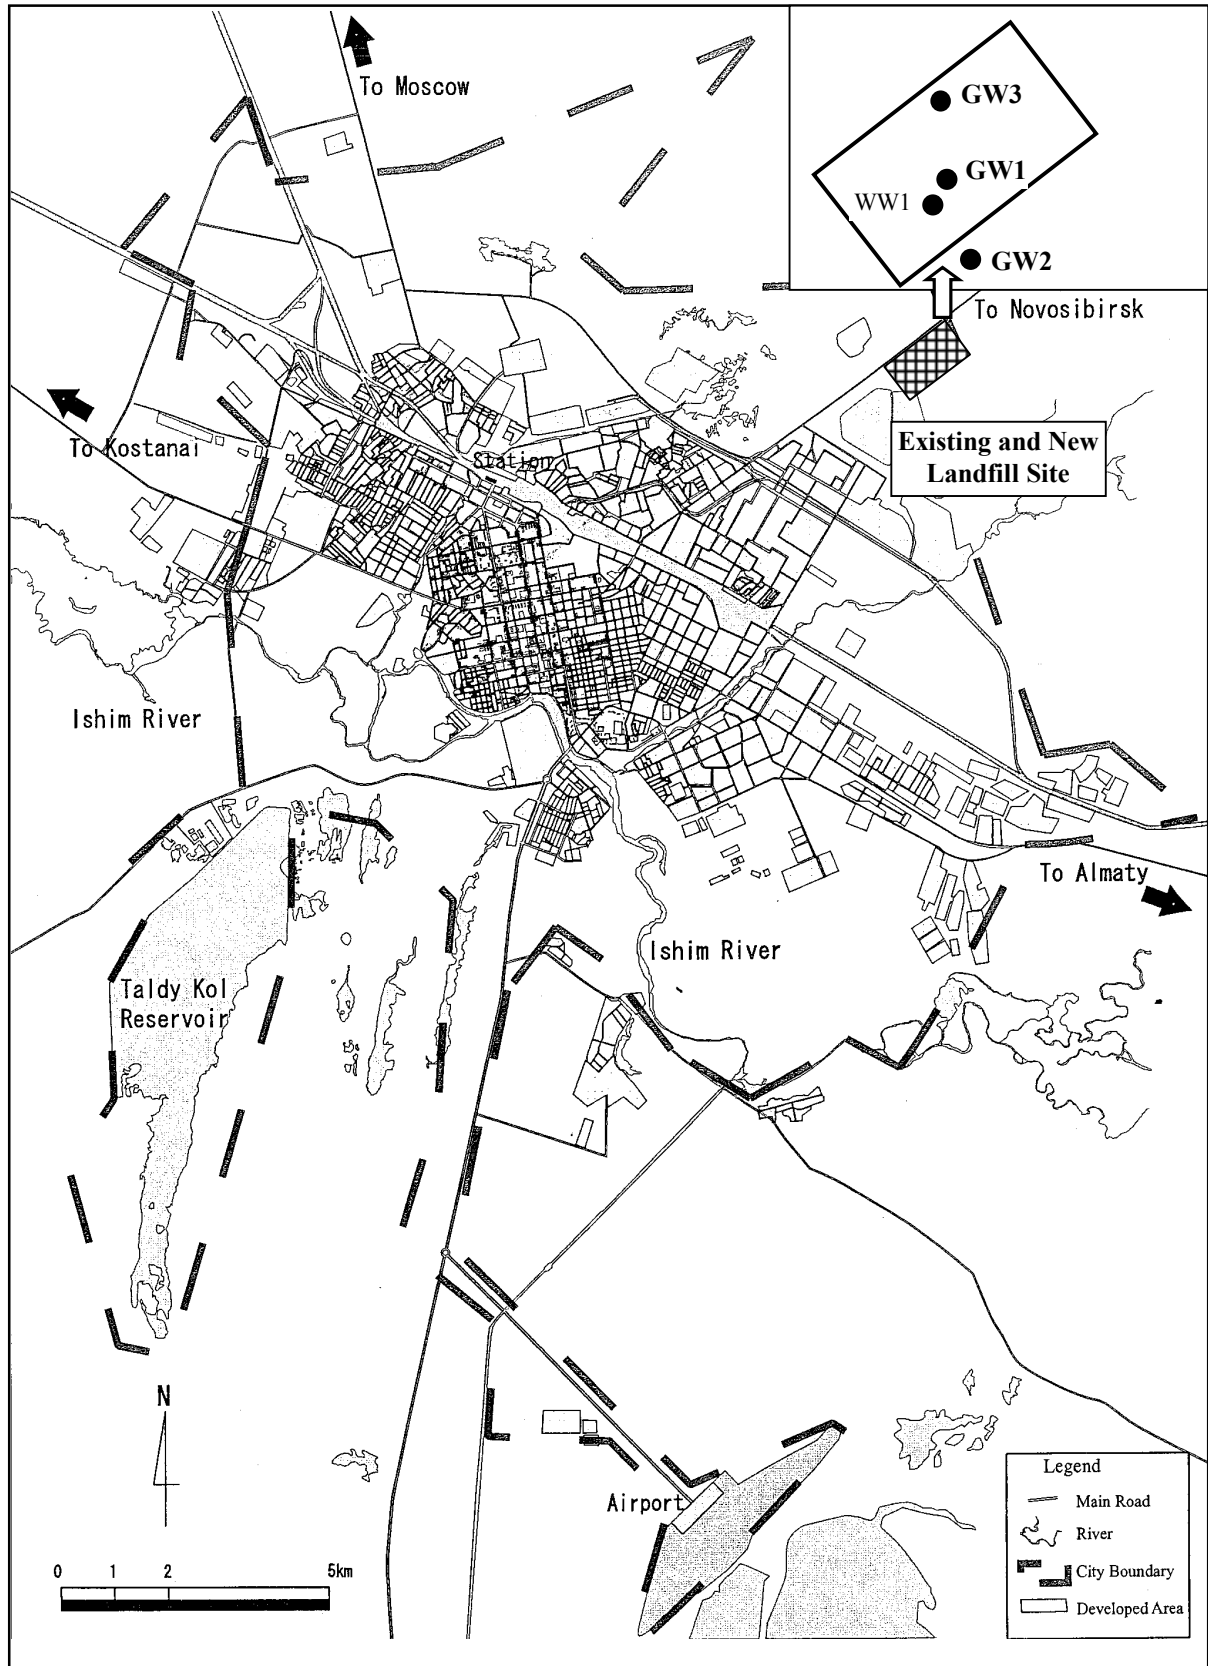 To Moscow
GW3
GW1
WW1
GW2
To Novosibirsk
To Kostanai
Station
Existing and New
Landfill Site
Ishim River
To Almaty
Ishim River
Taldy Kol
Reservoir
N
Airport
0 1 2 5km
Legend
Main Road
River
City Boundary
Developed Area